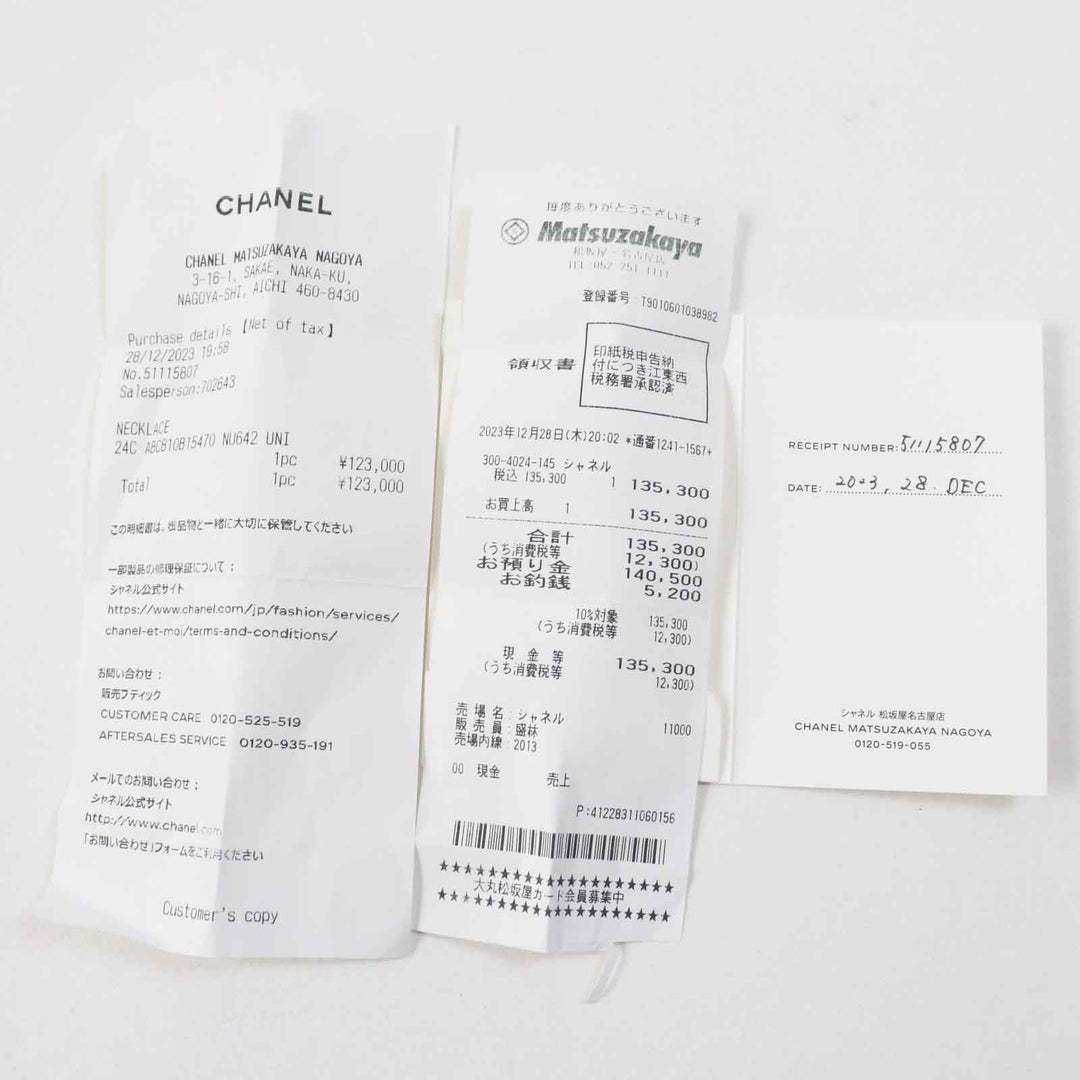 CHANEL
CHANEL MATSUZAKAYA NAGOYA
3-16-1, SAKAE, NAKA-KU,
NAGOYA-SHI, AICHI 460-8430
Purchase details【Net of tax】
28/12/2023 19:58
No.51115807
Salesperson:702643
NECKLACE
24C ABC810B15470 NU642 UNI
1pc ¥123,000
Total 1pc ¥123,000
この明細書は、御品物と一緒に大切に保管してください
一部製品の修理保証について：
シャネル公式サイト
https://www.chanel.com/jp/fashion/services/
chanel-et-moi/terms-and-conditions/
お問い合わせ：
販売ブティック
CUSTOMER CARE 0120-525-519
AFTERSALES SERVICE 0120-935-191
メールでのお問い合わせ：
シャネル公式サイト
http://www.chanel.com
「お問い合わせ」フォームをご利用ください
Customer's copy
毎度ありがとうございます
Matsuzakaya
松坂屋・名古屋店
TEL:052-251-1111
登録番号：T9010601038982
領収書
印紙税申告納
付につき江東西
税務署承認済
2023年12月28日(木)20:02 *通番1241-1567+
300-4024-145 シャネル
税込 135,300 1 135,300
お買上高 1 135,300
合計 135,300
(うち消費税等 12,300)
お預り金 140,500
お釣銭 5,200
10%対象 135,300
(うち消費税等 12,300)
現 金 等 135,300
(うち消費税等 12,300)
売 場 名：シャネル
販 売 員：盛林 11000
売場内線：2013
00 現金 売上
P:41228311060156
★★★★★★★★★★★★★★★★★★★★
大丸松坂屋カード会員募集中
★★★★★★★★★★★★★★★★★★★★
RECEIPT NUMBER: 51115807
DATE: 2023, 28. DEC
シャネル 松坂屋名古屋店
CHANEL MATSUZAKAYA NAGOYA
0120-519-055